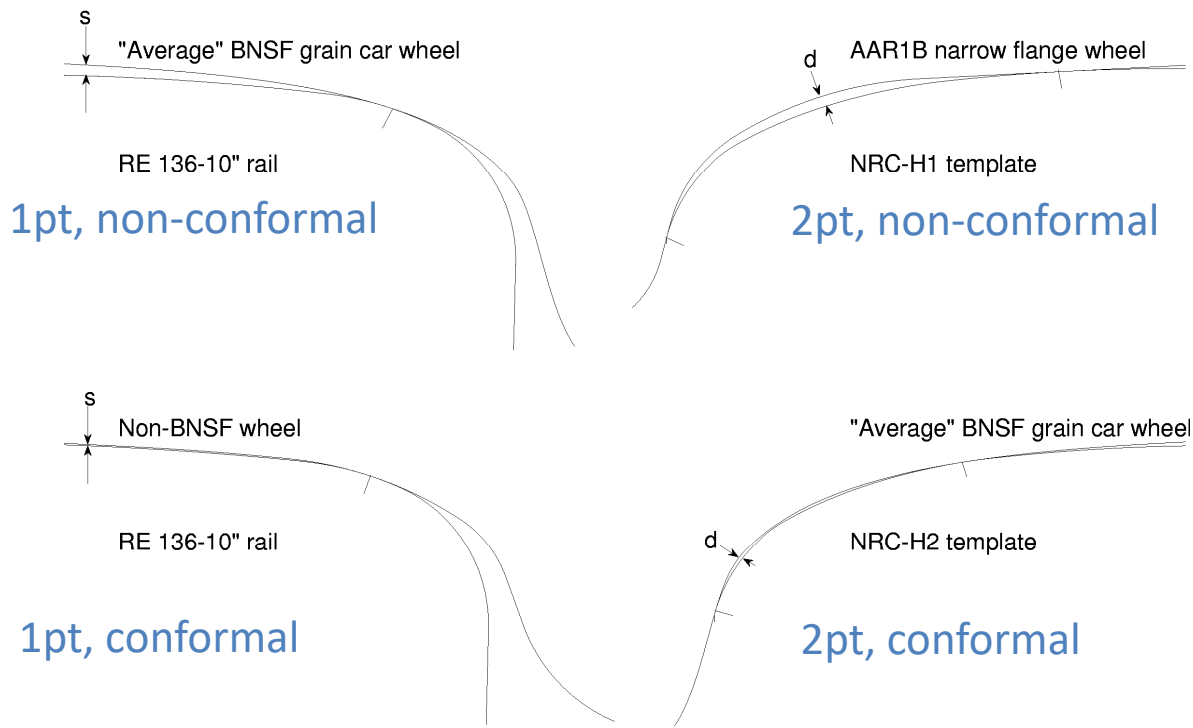 s
"Average" BNSF grain car wheel
RE 136-10" rail
1pt, non-conformal
d
AAR1B narrow flange wheel
NRC-H1 template
2pt, non-conformal
s
Non-BNSF wheel
RE 136-10" rail
1pt, conformal
"Average" BNSF grain car wheel
d
NRC-H2 template
2pt, conformal